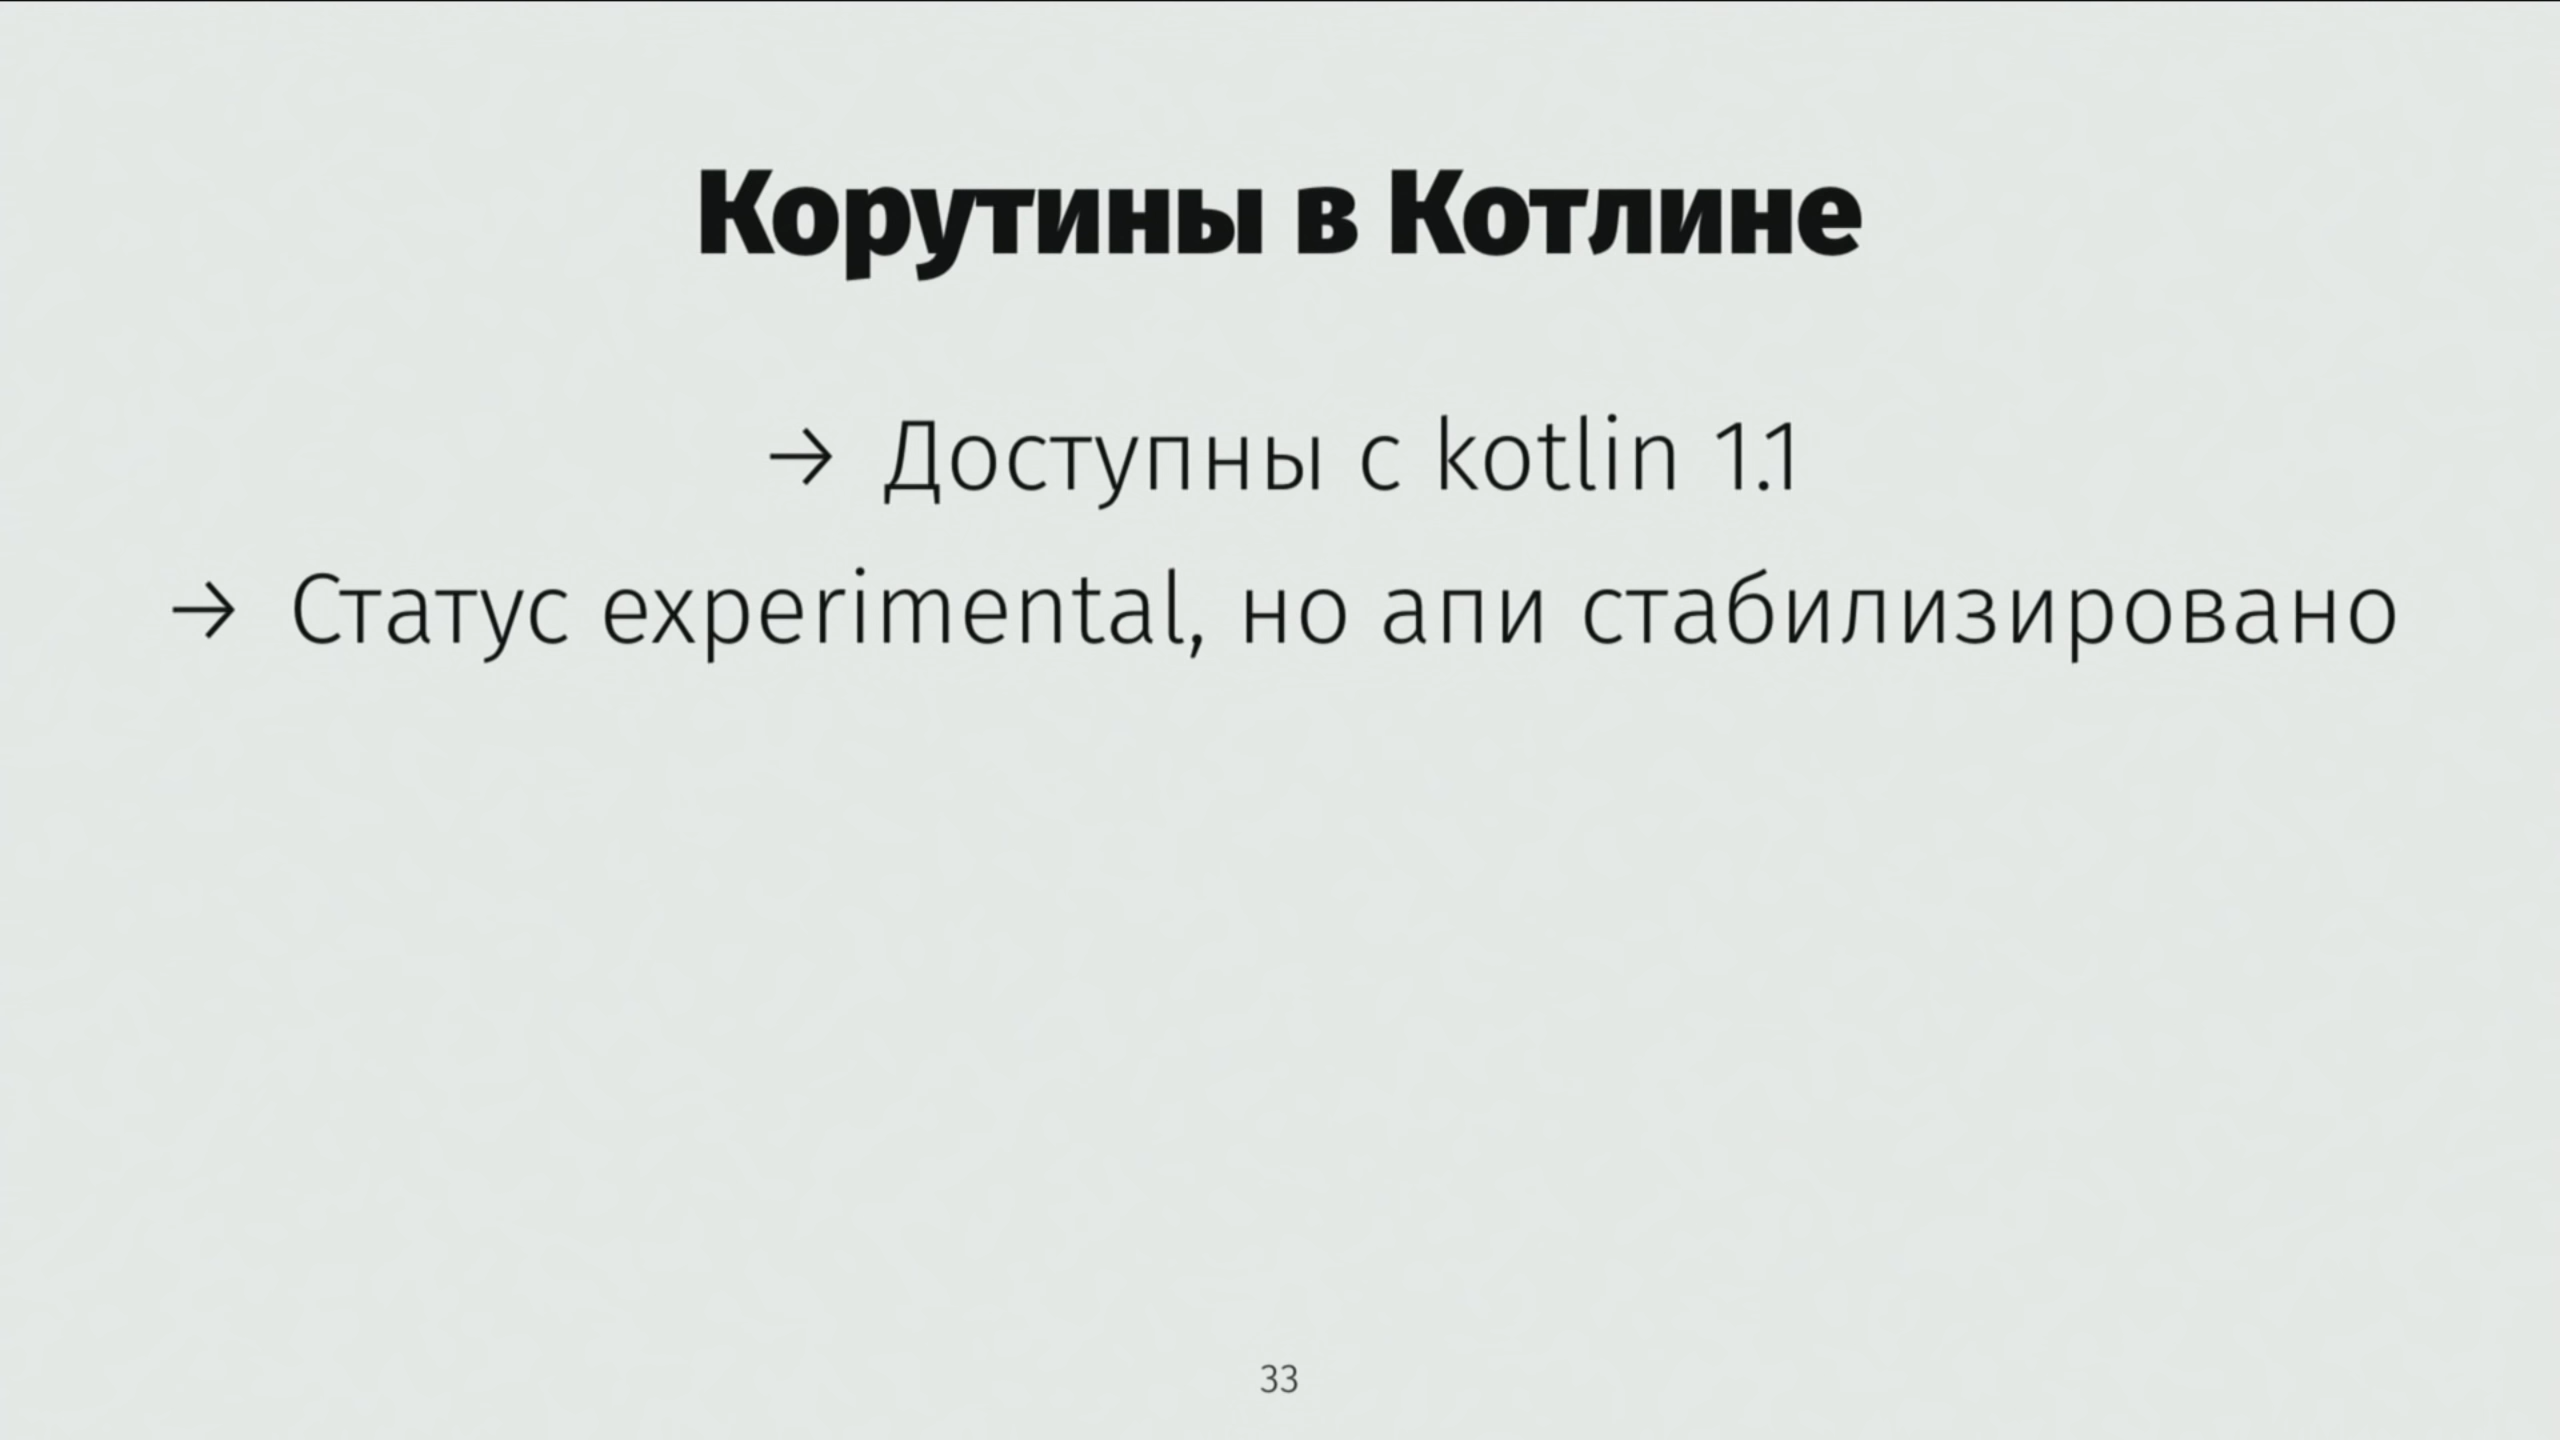 Корутины в Котлине
→ Доступны с kotlin 1.1
→ Статус experimental, но апи стабилизировано
33